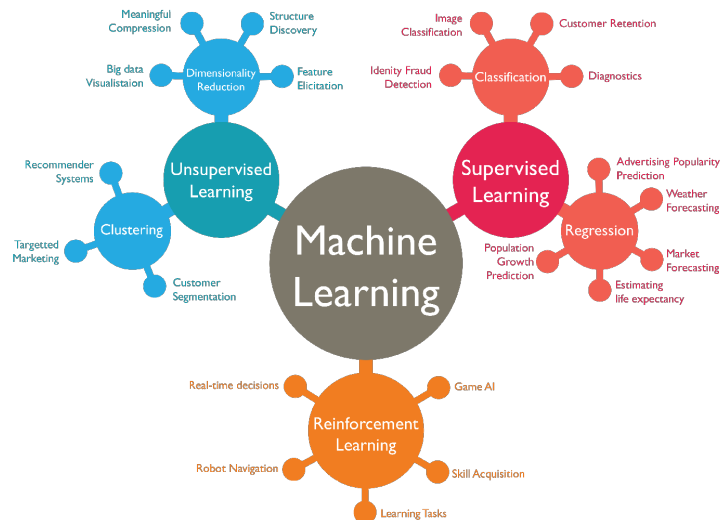 Meaningful
Compression
Structure
Discovery
Big data
Visualistaion
Dimensionality
Reduction
Feature
Elicitation
Recommender
Systems
Unsupervised
Learning
Clustering
Targetted
Marketing
Customer
Segmentation
Machine
Learning
Image
Classification
Customer Retention
Idenity Fraud
Detection
Classification
Diagnostics
Supervised
Learning
Advertising Popularity
Prediction
Weather
Forecasting
Regression
Population
Growth
Prediction
Market
Forecasting
Estimating
life expectancy
Real-time decisions
Game AI
Reinforcement
Learning
Robot Navigation
Skill Acquisition
Learning Tasks